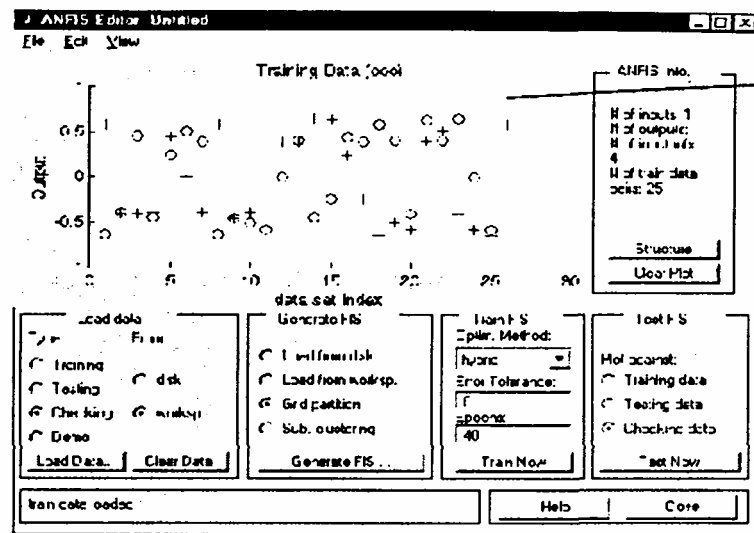 ANFIS Editor: Untitled
File Edit View
Training Data (ooo)
ANFIS Info.
# of inputs: 1
# of outputs:
# of input mfs
4
# of train data
pairs: 25
Structure
Clear Plot
Output
0.5
0
-0.5
0 5 10 15 20 25 30
data set index
Load data
Type From
Training
Testing
Checking
Demo
disk
worksp.
Load Data.. Clear Data
Generate FIS
Load from disk
Load from worksp.
Grid partition
Sub. clustering
Generate FIS ...
Train FIS
Optim. Method:
hybrid
Error Tolerance:
Epochs:
40
Train Now
Test FIS
Plot against:
Training data
Testing data
Checking data
Test Now
train data loaded
Help Close